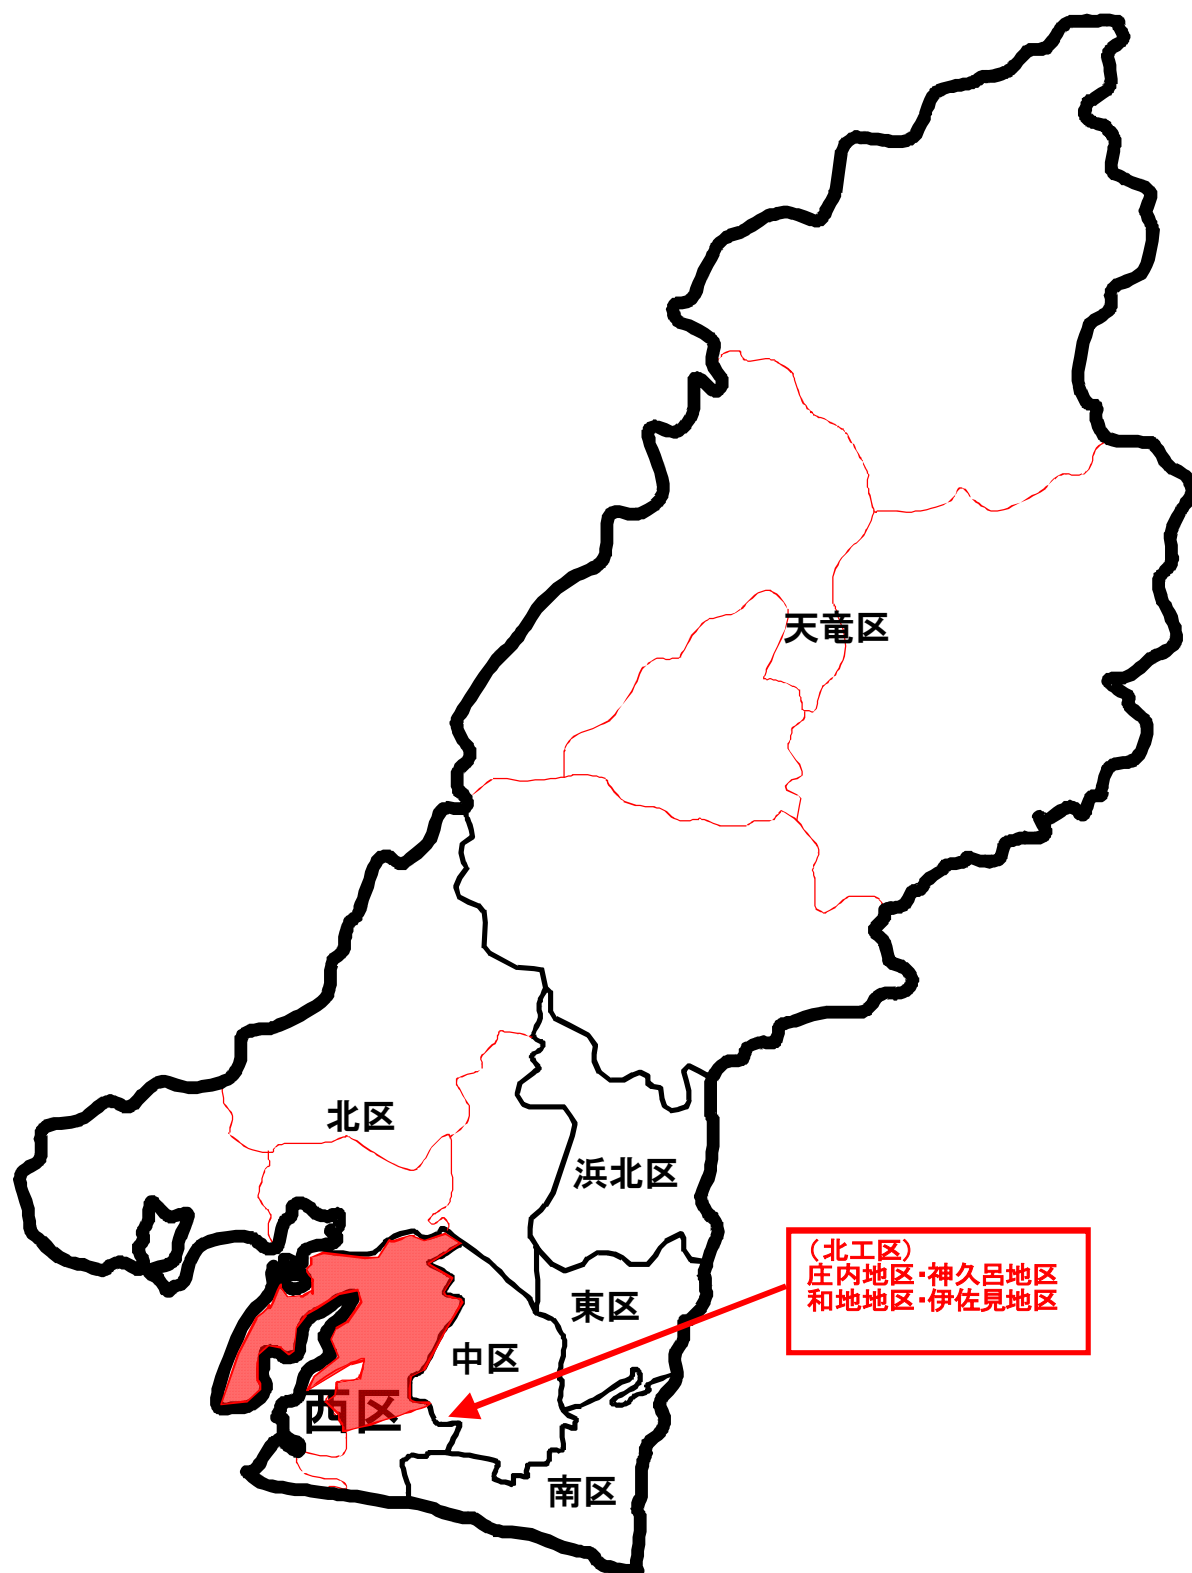 天竜区
北区
浜北区
（北工区）
庄内地区・神久呂地区
和地地区・伊佐見地区
東区
中区
西区
南区